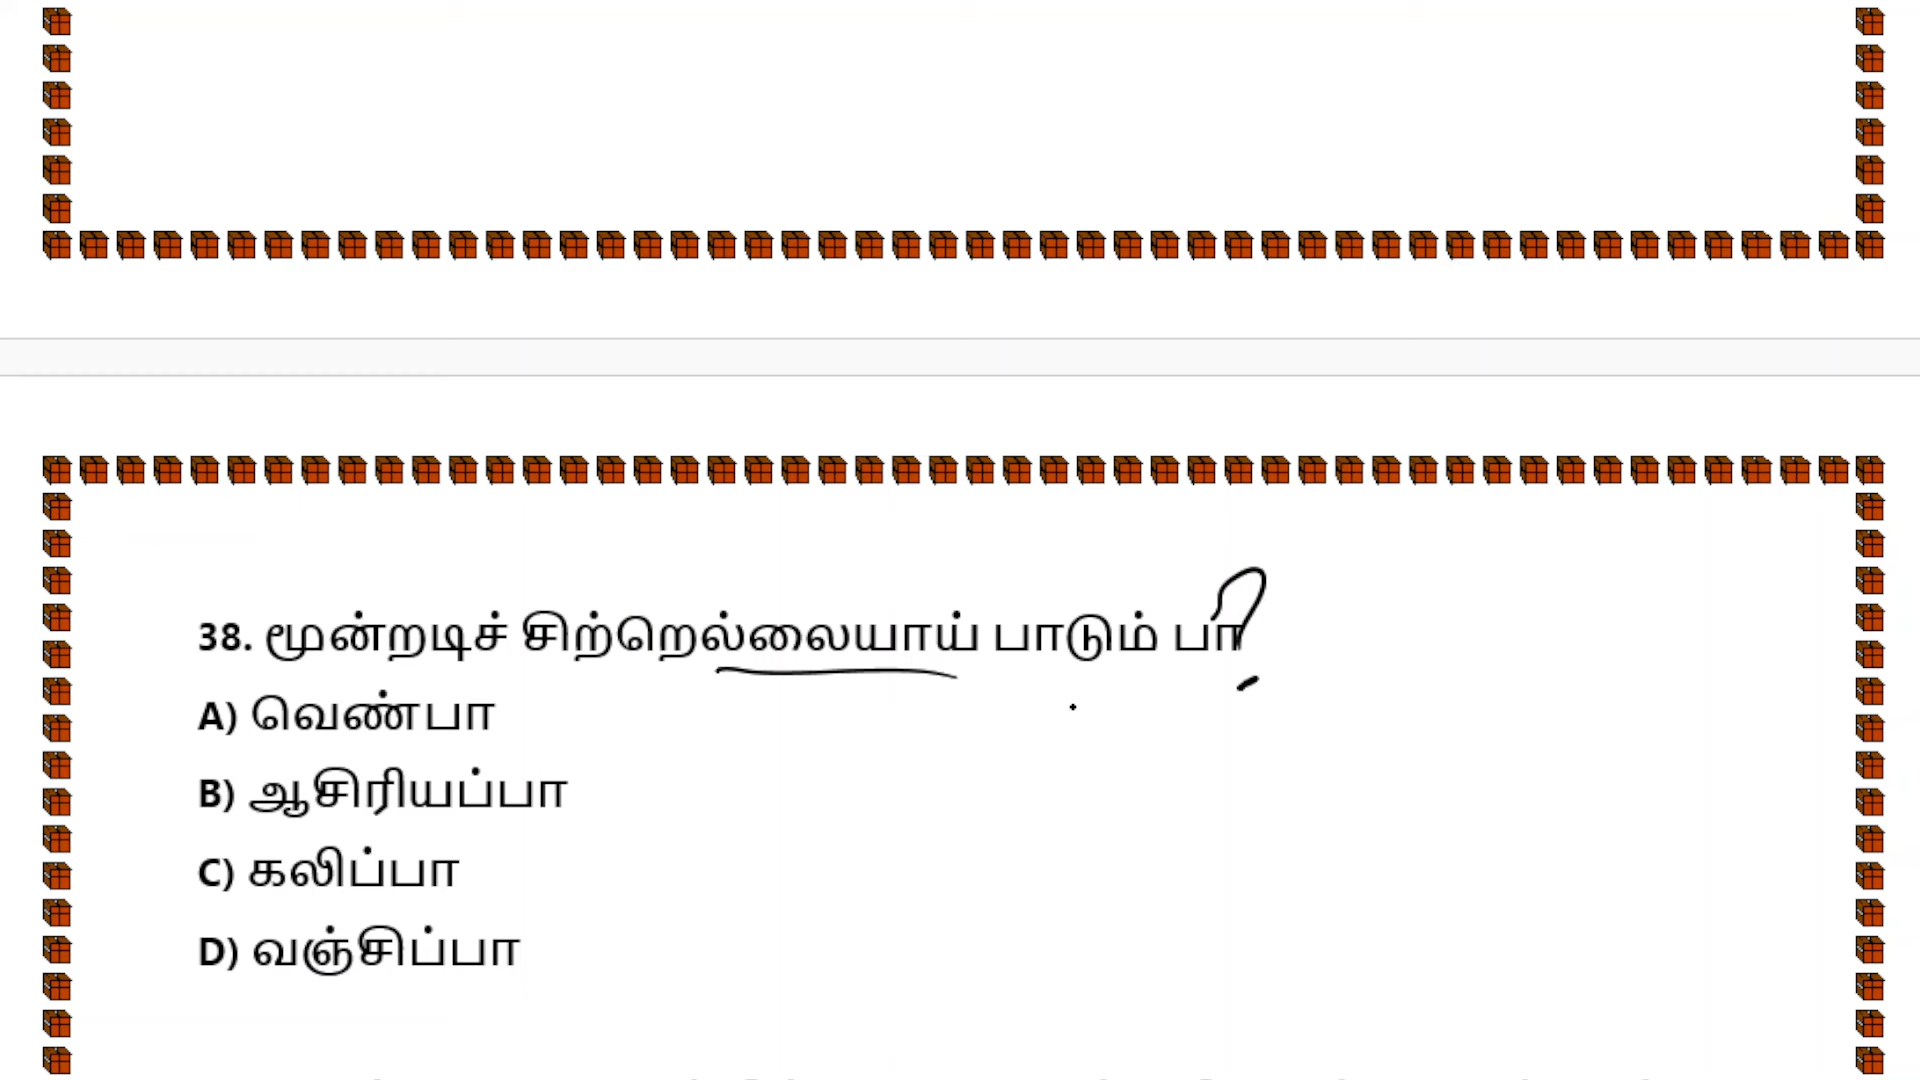 38. மூன்றடிச் சிற்றெல்லையாய் பாடும் பா?
A) வெண்பா
B) ஆசிரியப்பா
C) கலிப்பா
D) வஞ்சிப்பா